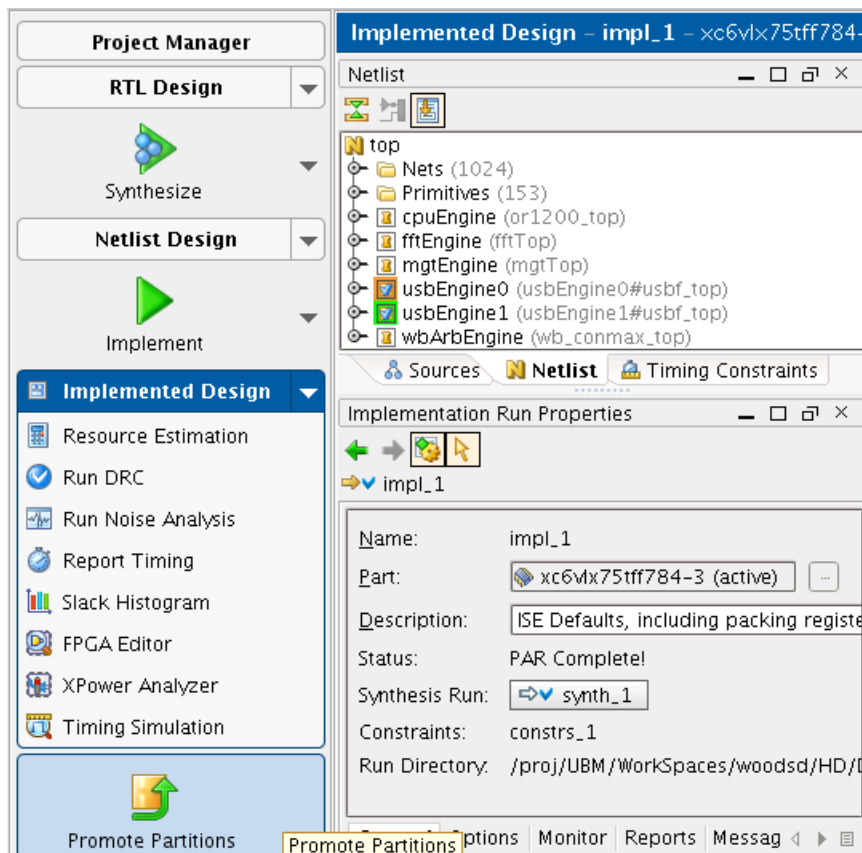 Project Manager
RTL Design
Synthesize
Netlist Design
Implement
Implemented Design
Resource Estimation
Run DRC
Run Noise Analysis
Report Timing
Slack Histogram
FPGA Editor
XPower Analyzer
Timing Simulation
Promote Partitions
Promote Partitions
Implemented Design - impl_1 - xc6vlx75tff784-
Netlist
top
Nets (1024)
Primitives (153)
cpuEngine (or1200_top)
fftEngine (fftTop)
mgtEngine (mgtTop)
usbEngine0 (usbEngine0#usbf_top)
usbEngine1 (usbEngine1#usbf_top)
wbArbEngine (wb_conmax_top)
Sources Netlist Timing Constraints
Implementation Run Properties
impl_1
Name: impl_1
Part: xc6vlx75tff784-3 (active) ...
Description: ISE Defaults, including packing registe
Status: PAR Complete!
Synthesis Run: synth_1
Constraints: constrs_1
Run Directory: /proj/UBM/WorkSpaces/woodsd/HD/D
ptions Monitor Reports Messag